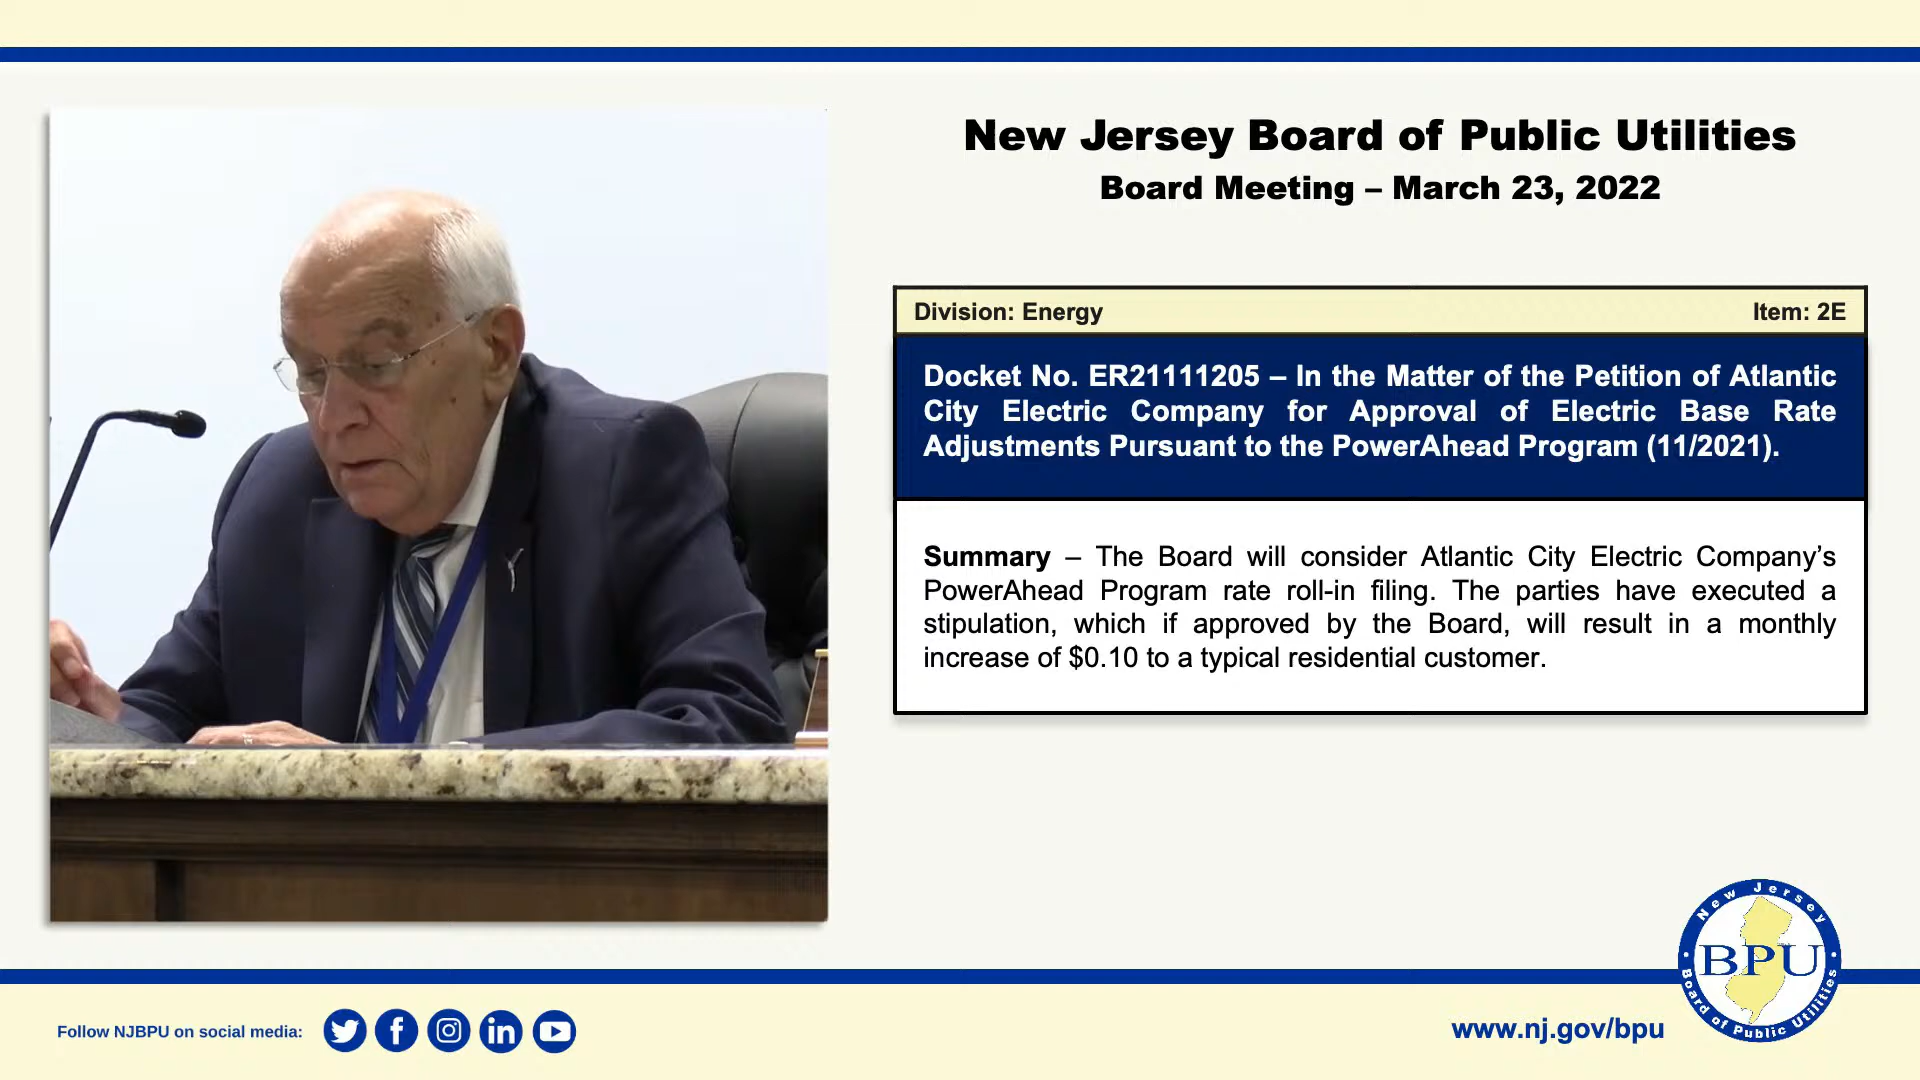 New Jersey Board of Public Utilities
Board Meeting – March 23, 2022
Division: Energy Item: 2E
Docket No. ER21111205 – In the Matter of the Petition of Atlantic
City Electric Company for Approval of Electric Base Rate
Adjustments Pursuant to the PowerAhead Program (11/2021).
Summary – The Board will consider Atlantic City Electric Company’s
PowerAhead Program rate roll-in filing. The parties have executed a
stipulation, which if approved by the Board, will result in a monthly
increase of $0.10 to a typical residential customer.
Follow NJBPU on social media:
www.nj.gov/bpu
New Jersey
BPU
Board of Public Utilities